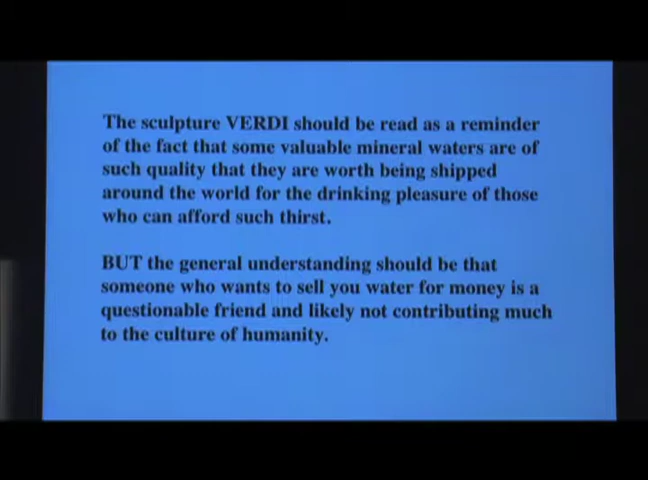 The sculpture VERDI should be read as a reminder
of the fact that some valuable mineral waters are of
such quality that they are worth being shipped
around the world for the drinking pleasure of those
who can afford such thirst.
BUT the general understanding should be that
someone who wants to sell you water for money is a
questionable friend and likely not contributing much
to the culture of humanity.